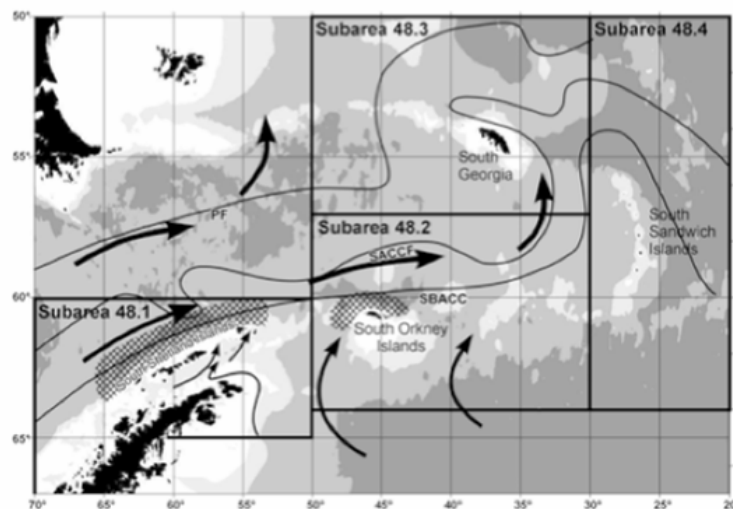 50°
Subarea 48.3
Subarea 48.4
55°
South
Georgia
PF
Subarea 48.2
South
Sandwich
Islands
SACCF
60°
SBACC
Subarea 48.1
South Orkney
Islands
65°
70°
65°
60°
55°
50°
45°
40°
35°
30°
25°
20°